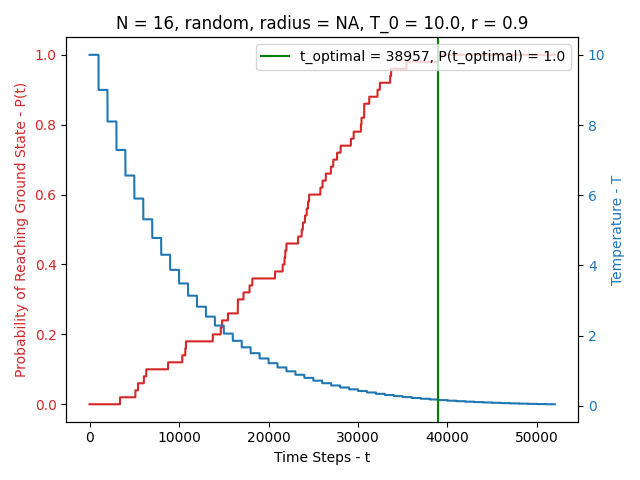 N = 16, random, radius = NA, T_0 = 10.0, r = 0.9
t_optimal = 38957, P(t_optimal) = 1.0
Probability of Reaching Ground State - P(t)
1.0
0.8
0.6
0.4
0.2
0.0
10
8
6
4
2
0
Temperature - T
0 10000 20000 30000 40000 50000
Time Steps - t